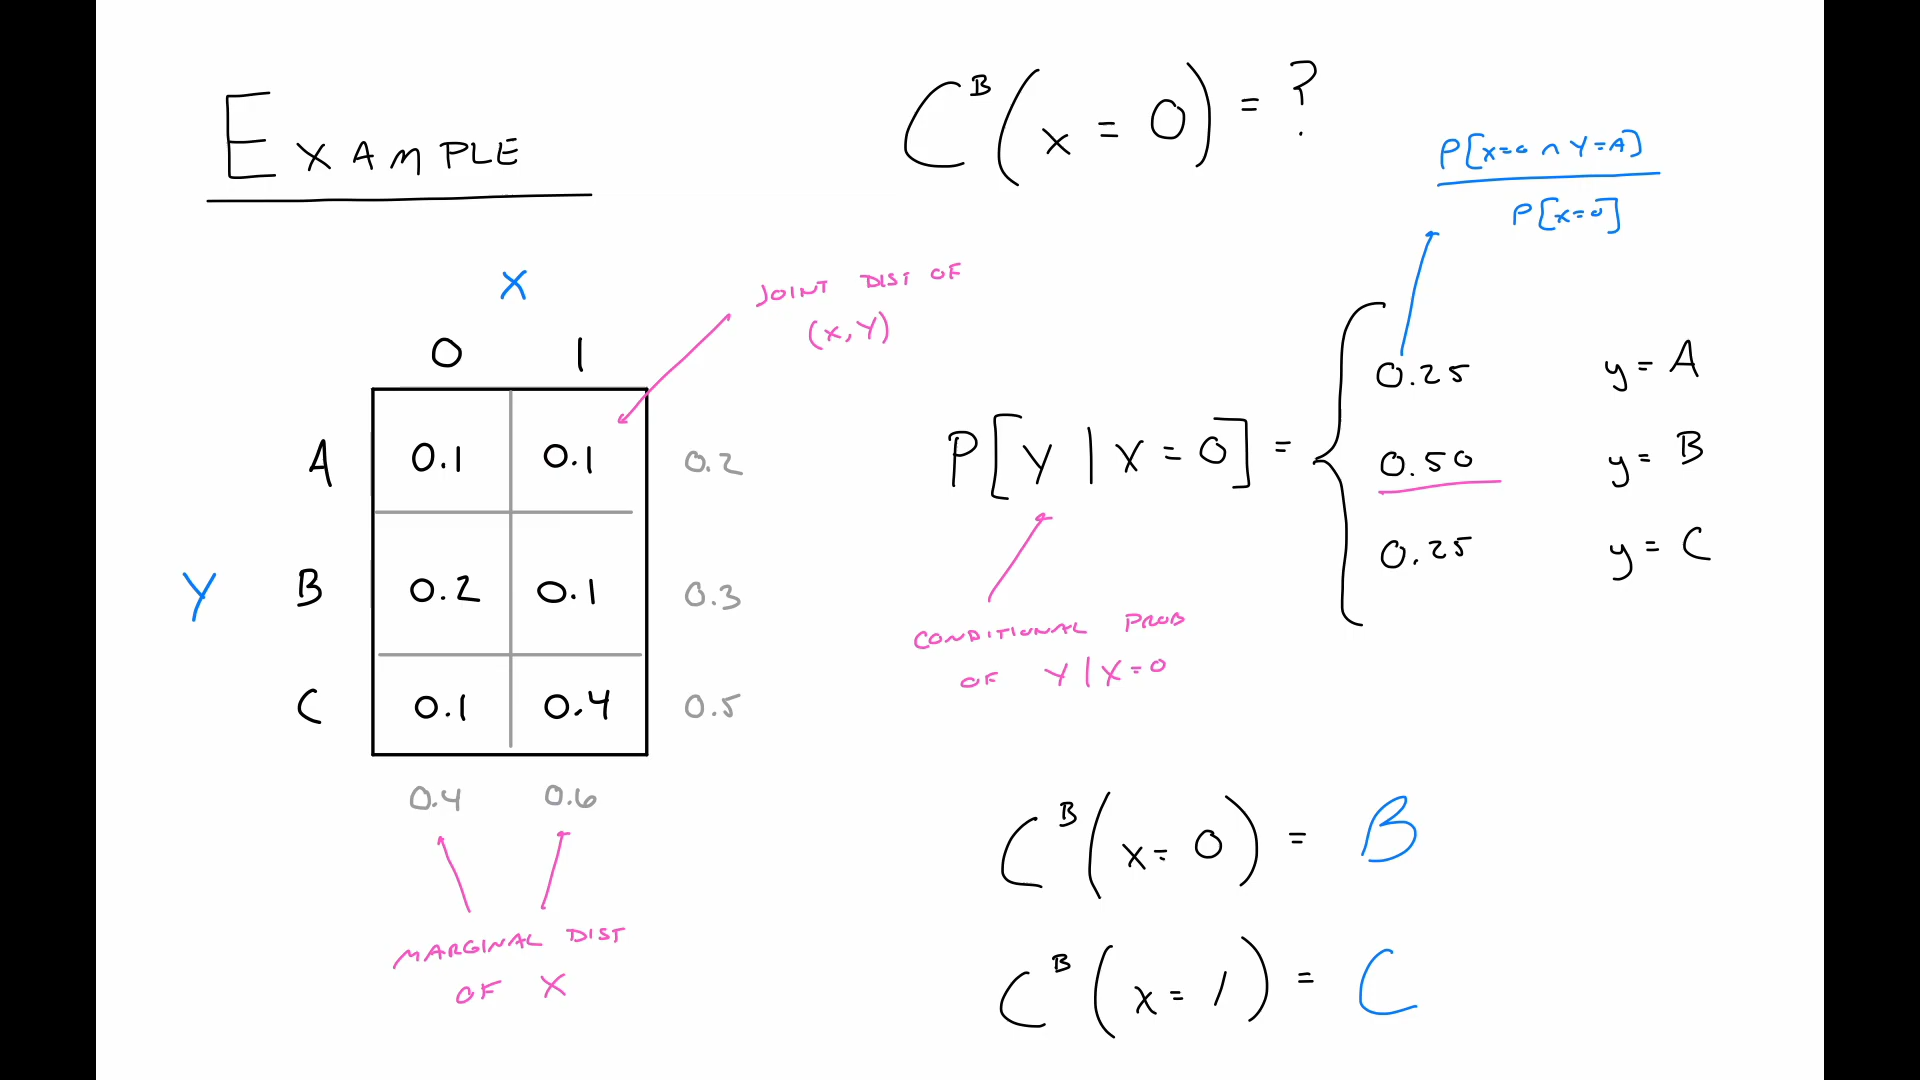 EXAMPLE
C^B(x = 0) = ?
P[X=0 ∩ Y=A]
P[X=0]
X
0 1
JOINT DIST OF
(X,Y)
A 0.1 0.1 0.2
Y B 0.2 0.1 0.3
C 0.1 0.4 0.5
0.4 0.6
MARGINAL DIST
OF X
P[Y | X = 0] =
0.25 y = A
0.50 y = B
0.25 y = C
CONDITIONAL PROB
OF Y | X=0
C^B(x= 0) = B
C^B(x= 1) = C